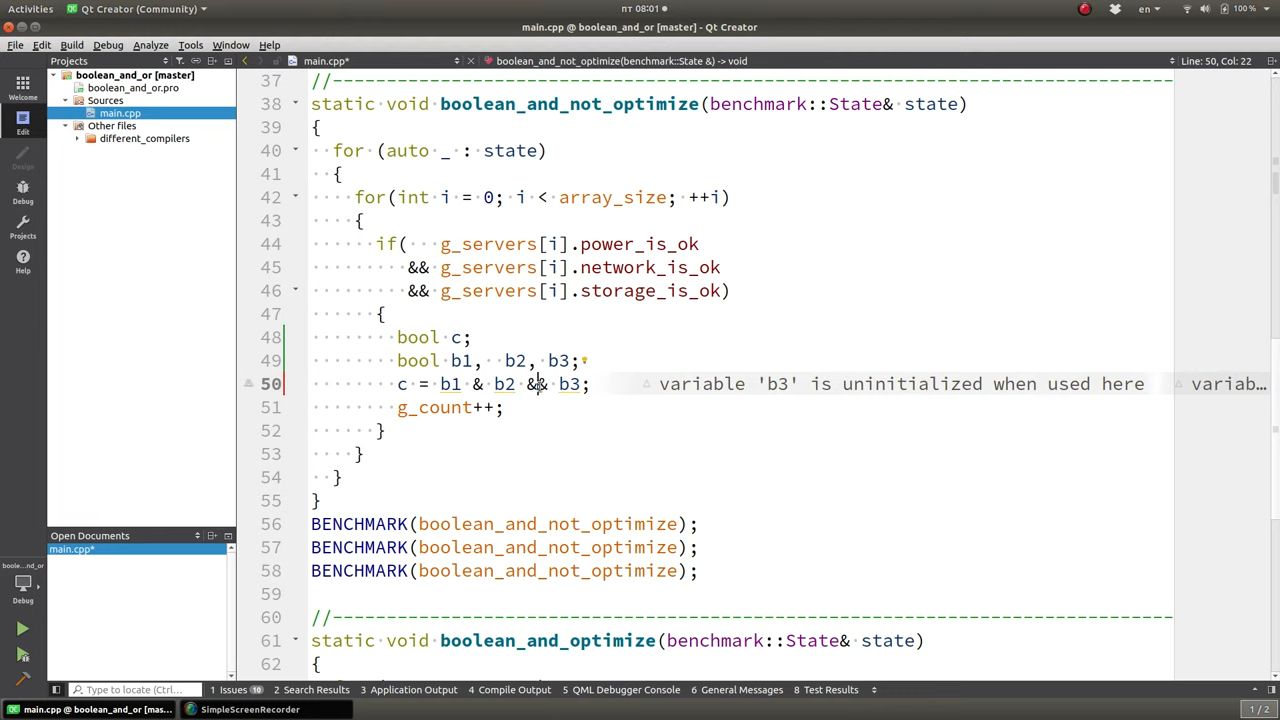 Activities
Qt Creator (Community)
пт 08:01
en
100 %
main.cpp @ boolean_and_or [master] - Qt Creator
File Edit Build Debug Analyze Tools Window Help
Projects
main.cpp*
boolean_and_not_optimize(benchmark::State &) -> void
Line: 50, Col: 22
Welcome
Edit
Design
Debug
Projects
Help
boole...nd_or
Debug
boolean_and_or [master]
boolean_and_or.pro
Sources
main.cpp
Other files
different_compilers
Open Documents
main.cpp*
37 //------------------------------------------------------------------------------
38 static void boolean_and_not_optimize(benchmark::State& state)
39 {
40 for (auto _ : state)
41 {
42 for(int i = 0; i < array_size; ++i)
43 {
44 if( g_servers[i].power_is_ok
45 && g_servers[i].network_is_ok
46 && g_servers[i].storage_is_ok)
47 {
48 bool c;
49 bool b1, b2, b3;
50 c = b1 & b2 && b3; variable 'b3' is uninitialized when used here variab...
51 g_count++;
52 }
53 }
54 }
55 }
56 BENCHMARK(boolean_and_not_optimize);
57 BENCHMARK(boolean_and_not_optimize);
58 BENCHMARK(boolean_and_not_optimize);
59
60 //------------------------------------------------------------------------------
61 static void boolean_and_optimize(benchmark::State& state)
62 {
Type to locate (Ctrl...
1 Issues 10 2 Search Results 3 Application Output 4 Compile Output 5 QML Debugger Console 6 General Messages 8 Test Results
main.cpp @ boolean_and_or [mas...
SimpleScreenRecorder
1 / 2